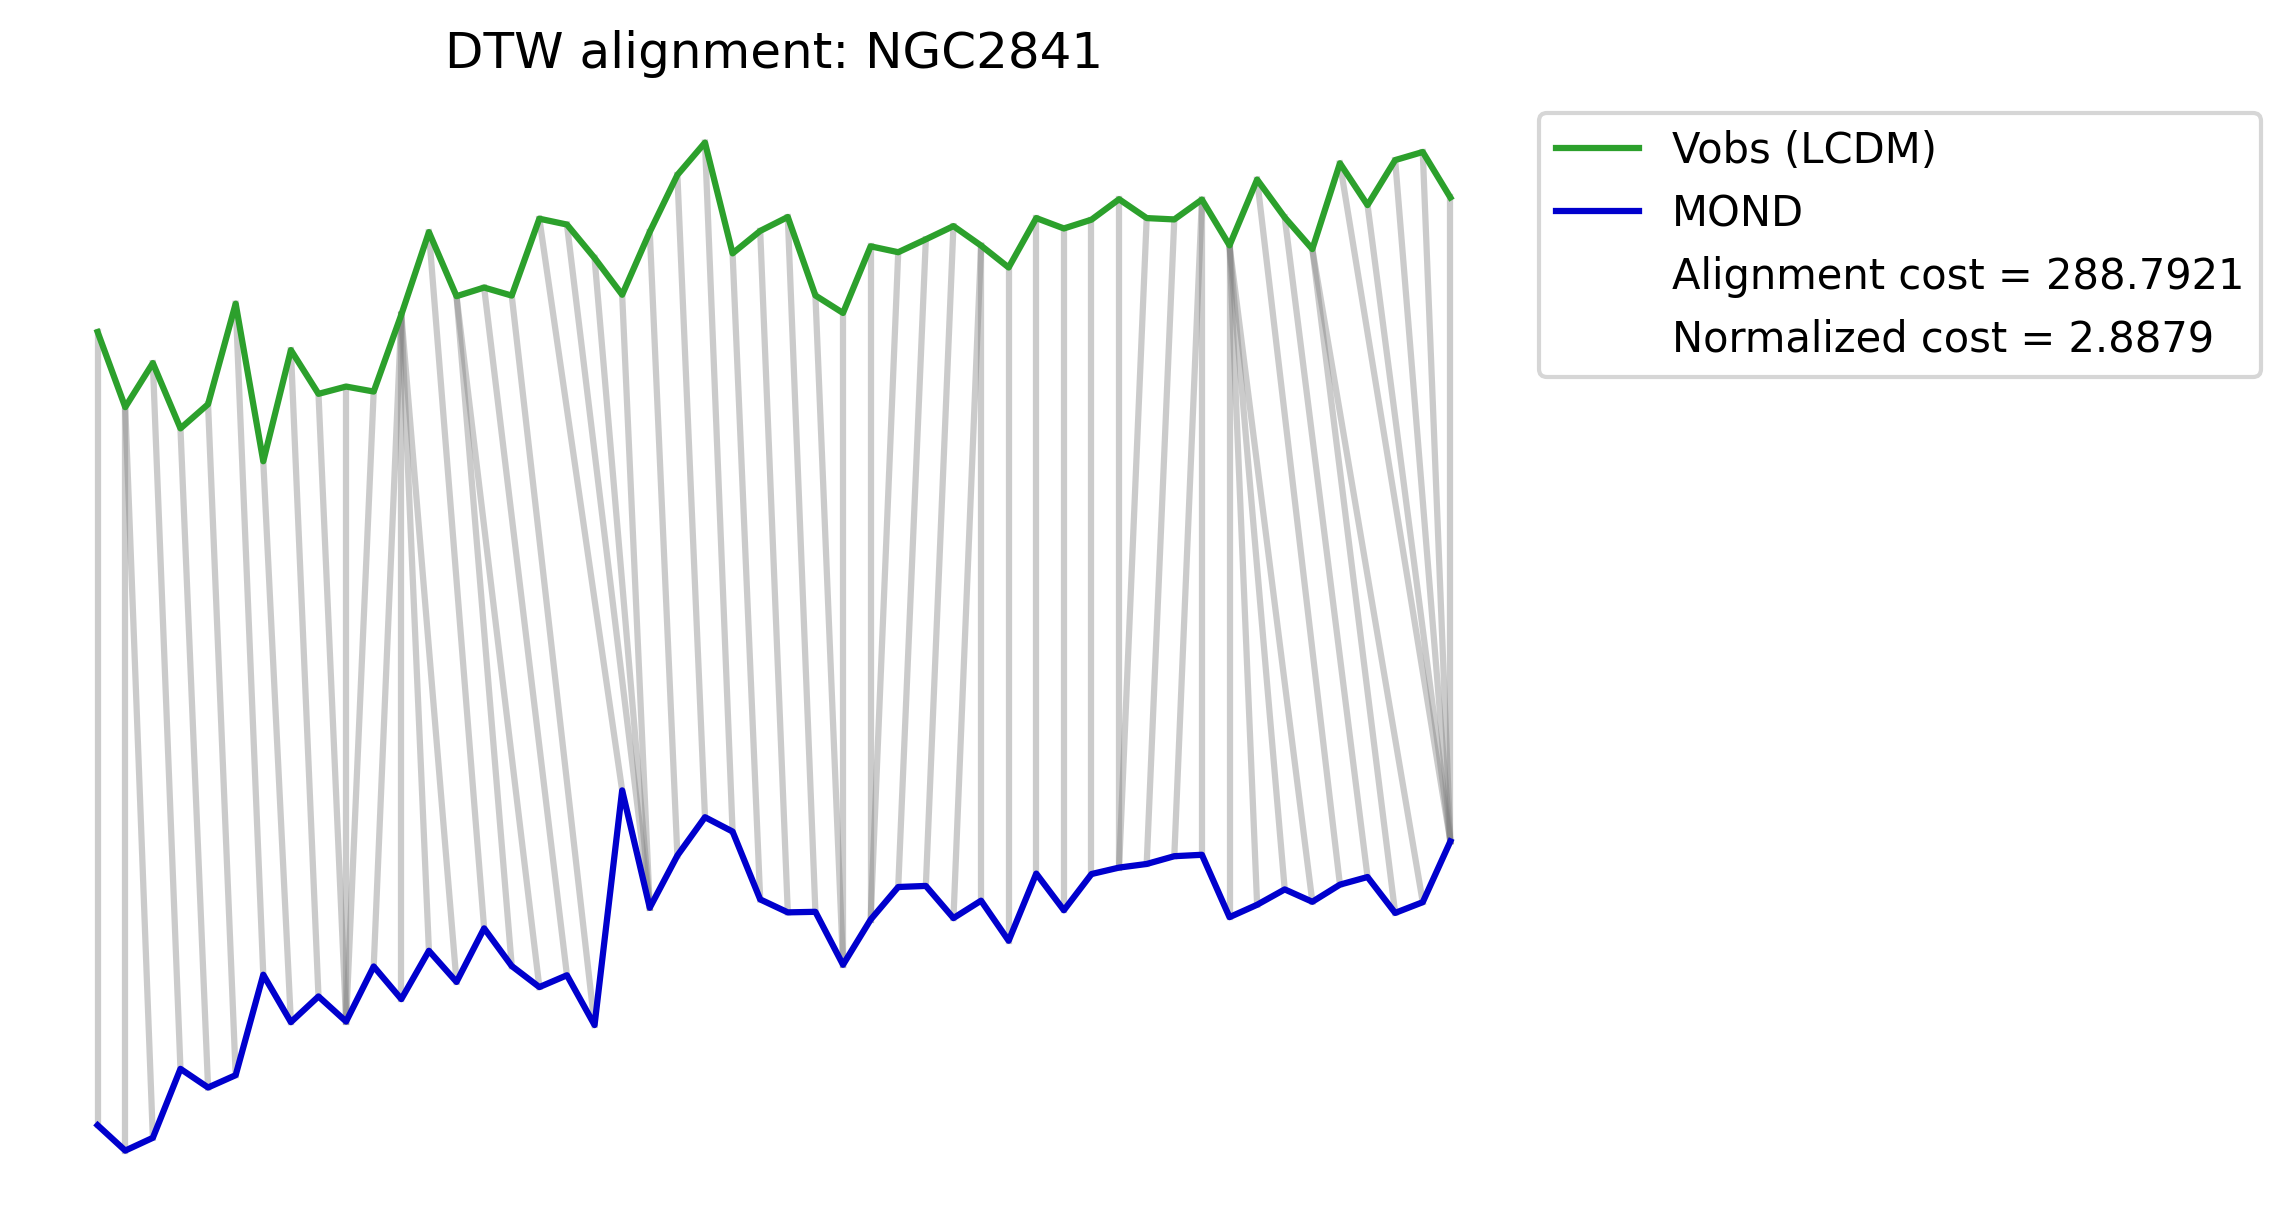 DTW alignment: NGC2841
Vobs (LCDM)
MOND
Alignment cost = 288.7921
Normalized cost = 2.8879